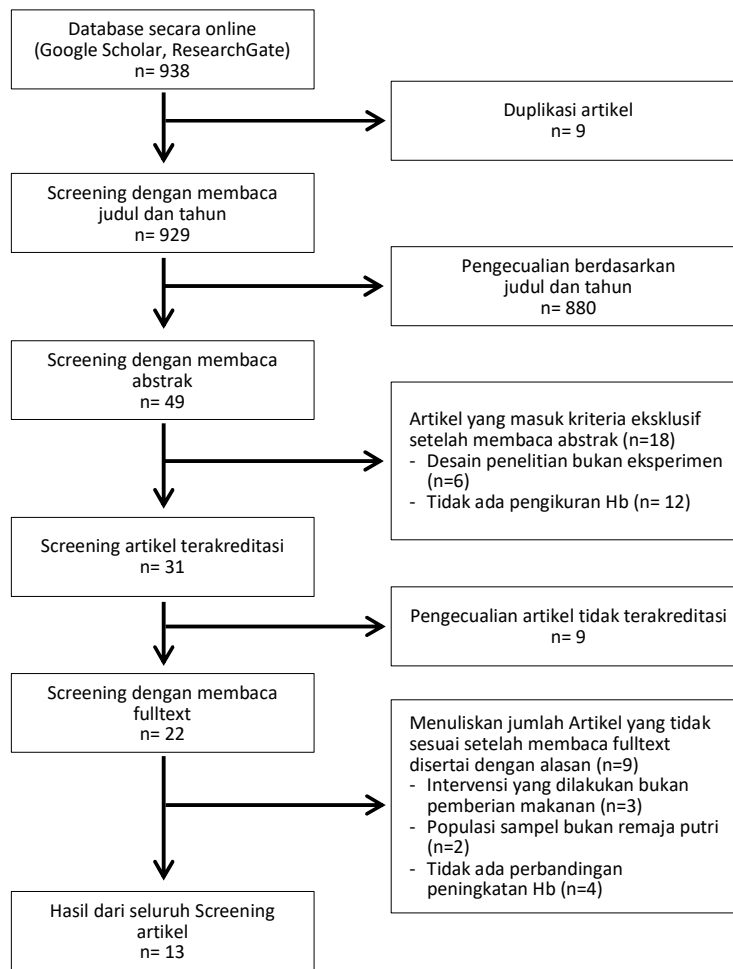 Database secara online
(Google Scholar, ResearchGate)
n= 938
Duplikasi artikel
n= 9
Screening dengan membaca
judul dan tahun
n= 929
Pengecualian berdasarkan
judul dan tahun
n= 880
Screening dengan membaca
abstrak
n= 49
Artikel yang masuk kriteria eksklusif
setelah membaca abstrak (n=18)
- Desain penelitian bukan eksperimen
(n=6)
- Tidak ada pengikuran Hb (n= 12)
Screening artikel terakreditasi
n= 31
Pengecualian artikel tidak terakreditasi
n= 9
Screening dengan membaca
fulltext
n= 22
Menuliskan jumlah Artikel yang tidak
sesuai setelah membaca fulltext
disertai dengan alasan (n=9)
- Intervensi yang dilakukan bukan
pemberian makanan (n=3)
- Populasi sampel bukan remaja putri
(n=2)
- Tidak ada perbandingan
peningkatan Hb (n=4)
Hasil dari seluruh Screening
artikel
n= 13